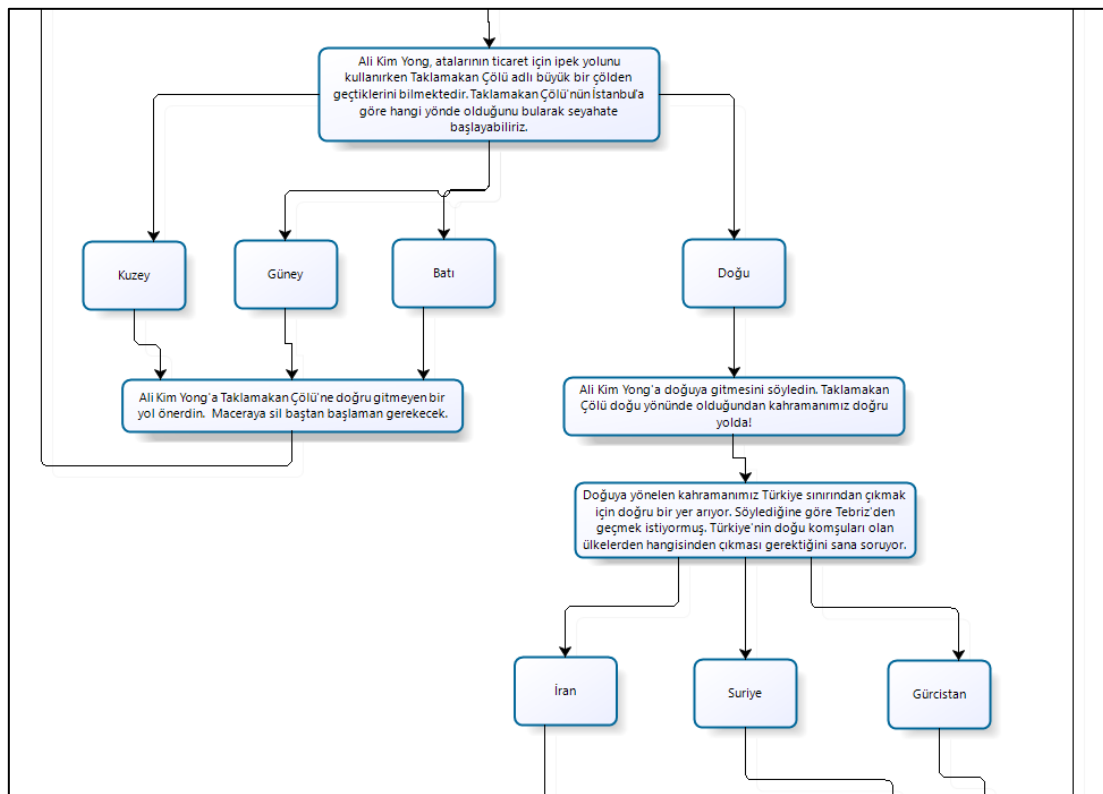 Ali Kim Yong, atalarının ticaret için ipek yolunu
kullanırken Taklamakan Çölü adlı büyük bir çölden
geçtiklerini bilmektedir. Taklamakan Çölü'nün İstanbul'a
göre hangi yönde olduğunu bularak seyahate
başlayabiliriz.
Kuzey
Güney
Batı
Doğu
Ali Kim Yong'a Taklamakan Çölü'ne doğru gitmeyen bir
yol önerdin. Maceraya sil baştan başlaman gerekecek.
Ali Kim Yong'a doğuya gitmesini söyledin. Taklamakan
Çölü doğu yönünde olduğundan kahramanımız doğru
yolda!
Doğuya yönelen kahramanımız Türkiye sınırından çıkmak
için doğru bir yer arıyor. Söylediğine göre Tebriz'den
geçmek istiyormuş. Türkiye'nin doğu komşuları olan
ülkelerden hangisinden çıkması gerektiğini sana soruyor.
İran
Suriye
Gürcistan